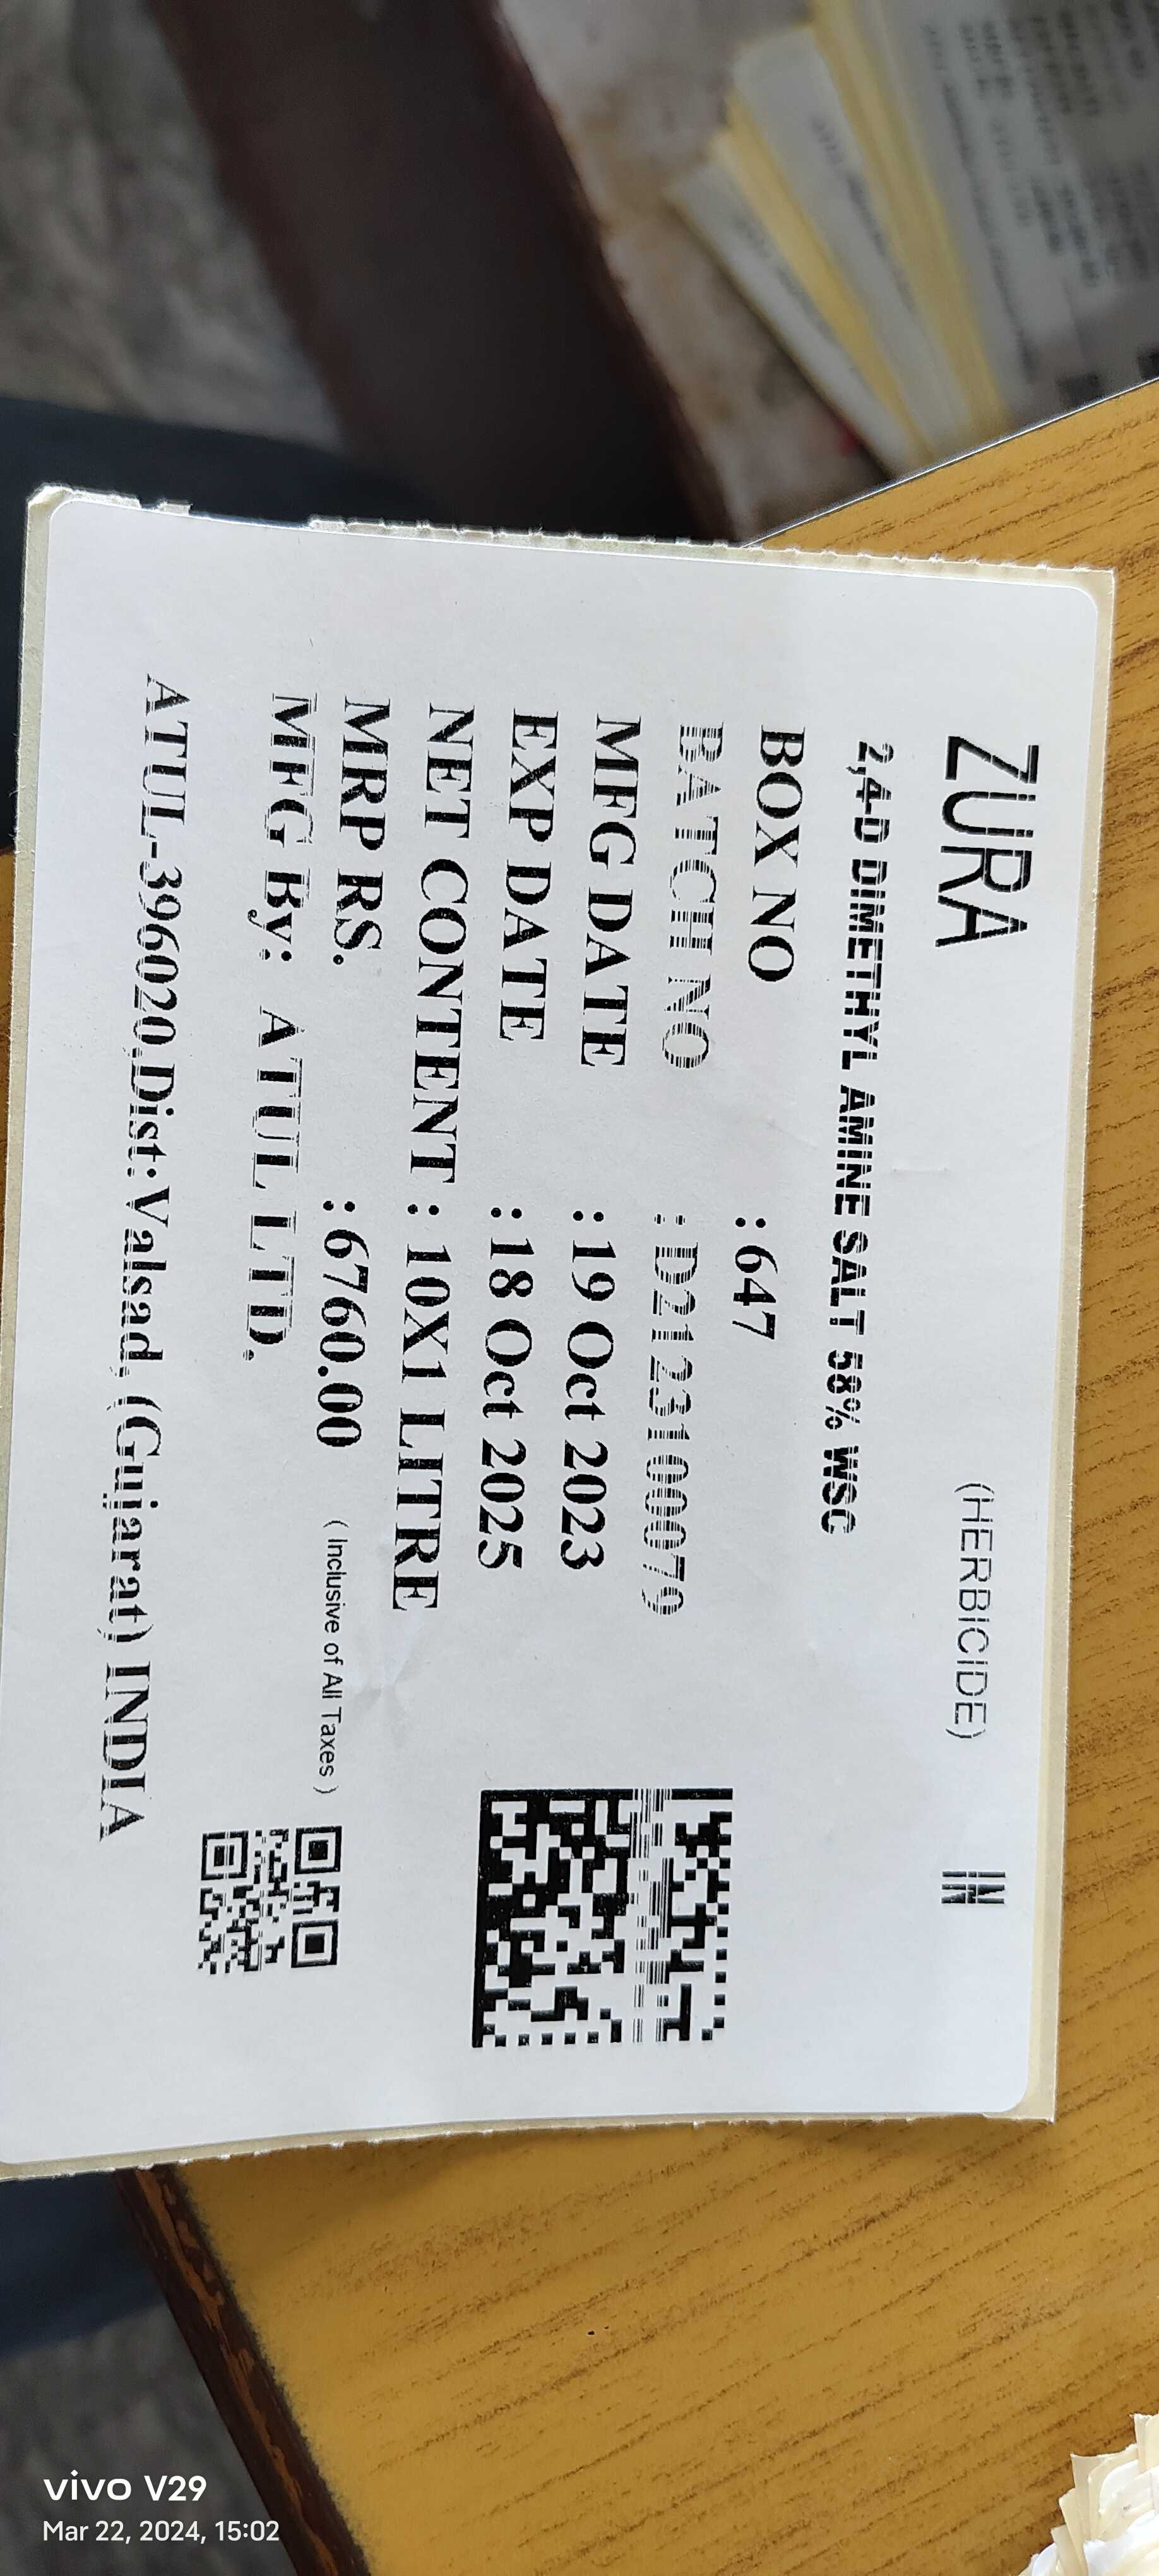 ZURA (HERBICIDE) IN
2,4-D DIMETHYL AMINE SALT 58% WSC
BOX NO :647
BATCH NO :D212310079
MFG DATE :19 Oct 2023
EXP DATE :18 Oct 2025
NET CONTENT : 10X1 LITRE
MRP RS. :6760.00 ( Inclusive of All Taxes )
MFG By: ATUL LTD.
ATUL-396020,Dist:Valsad, (Gujarat) INDIA
vivo V29
Mar 22, 2024, 15:02